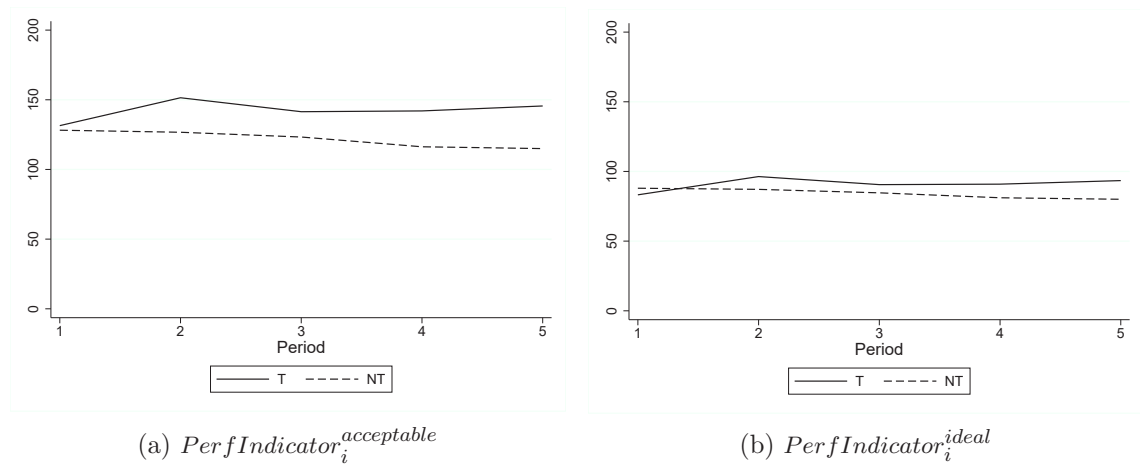 200
150
100
50
0
1 2 3 4 5
Period
T NT
(a) PerfIndicator_i^acceptable
200
150
100
50
0
1 2 3 4 5
Period
T NT
(b) PerfIndicator_i^ideal